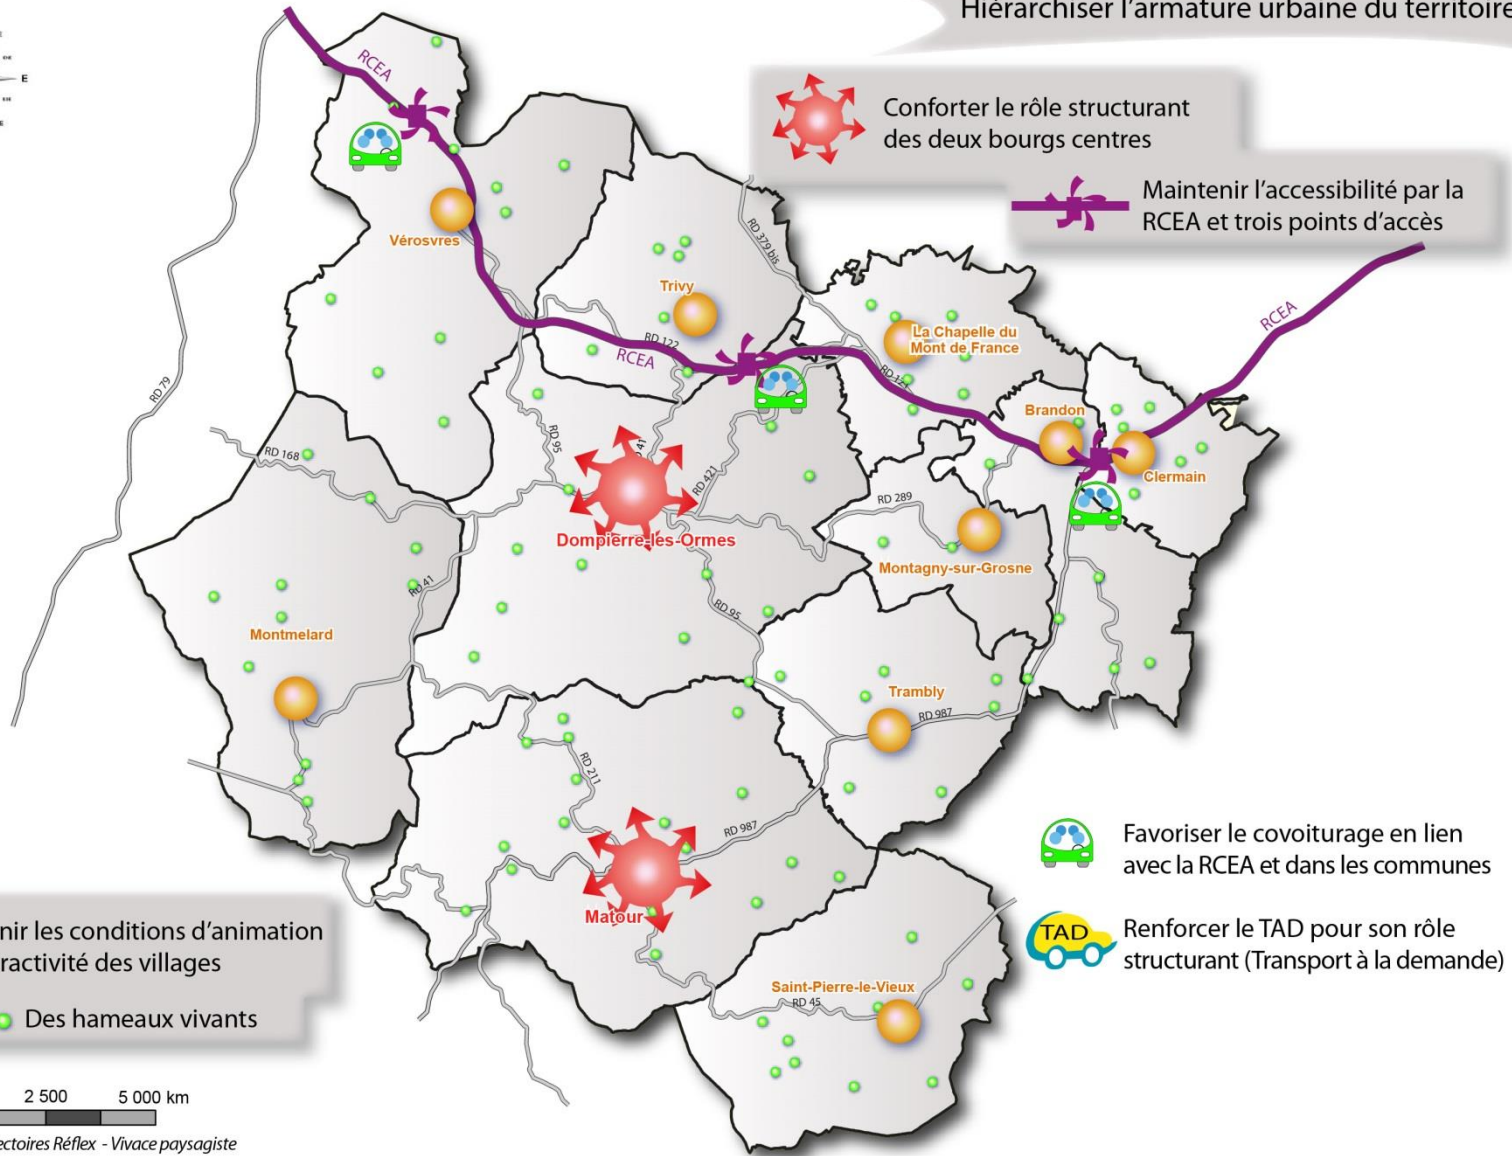 Hiérarchiser l'armature urbaine du territoire
E
RCEA
Conforter le rôle structurant
des deux bourgs centres
Maintenir l'accessibilité par la
RCEA et trois points d'accès
Vérosvres
RD 379 bis
Trivy
RD 122
RCEA
La Chapelle du
Mont de France
RCEA
RD 79
Brandon
Clermain
RD 168
RD 95
RD 421
RD 289
Dompierre-les-Ormes
Montagny-sur-Grosne
RD 41
RD 95
Montmelard
Trambly
RD 987
RD 211
RD 987
Matour
Favoriser le covoiturage en lien
avec la RCEA et dans les communes
TAD
Renforcer le TAD pour son rôle
structurant (Transport à la demande)
nir les conditions d'animation
ractivité des villages
Des hameaux vivants
Saint-Pierre-le-Vieux
RD 45
2 500 5 000 km
ectoires Réflex - Vivace paysagiste